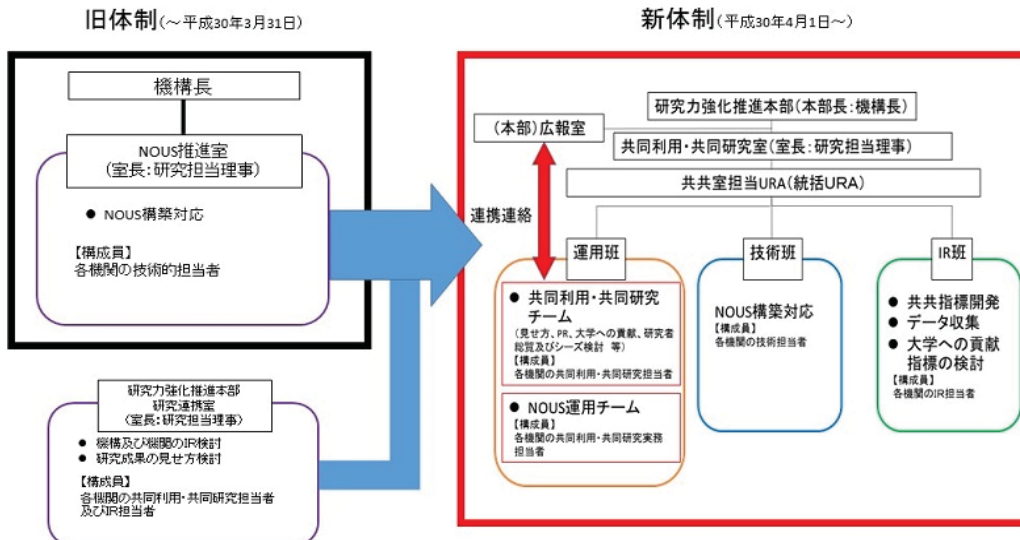 旧体制(~平成30年3月31日)
機構長
NOUS推進室
(室長:研究担当理事)
● NOUS構築対応
【構成員】
各機関の技術的担当者
研究力強化推進本部
研究連携室
(室長:研究担当理事)
● 機構及び機関のIR検討
● 研究成果の見せ方検討
【構成員】
各機関の共同利用・共同研究担当者
及びIR担当者
新体制(平成30年4月1日~)
研究力強化推進本部(本部長:機構長)
(本部)広報室
共同利用・共同研究室(室長:研究担当理事)
共共室担当URA(統括URA)
連携連絡
運用班
● 共同利用・共同研究
チーム
(見せ方、PR、大学への貢献、研究者
総覧及びシーズ検討 等)
【構成員】
各機関の共同利用・共同研究担当者
● NOUS運用チーム
【構成員】
各機関の共同利用・共同研究実務
担当者
技術班
NOUS構築対応
【構成員】
各機関の技術担当者
IR班
● 共共指標開発
● データ収集
● 大学への貢献
指標の検討
【構成員】
各機関のIR担当者